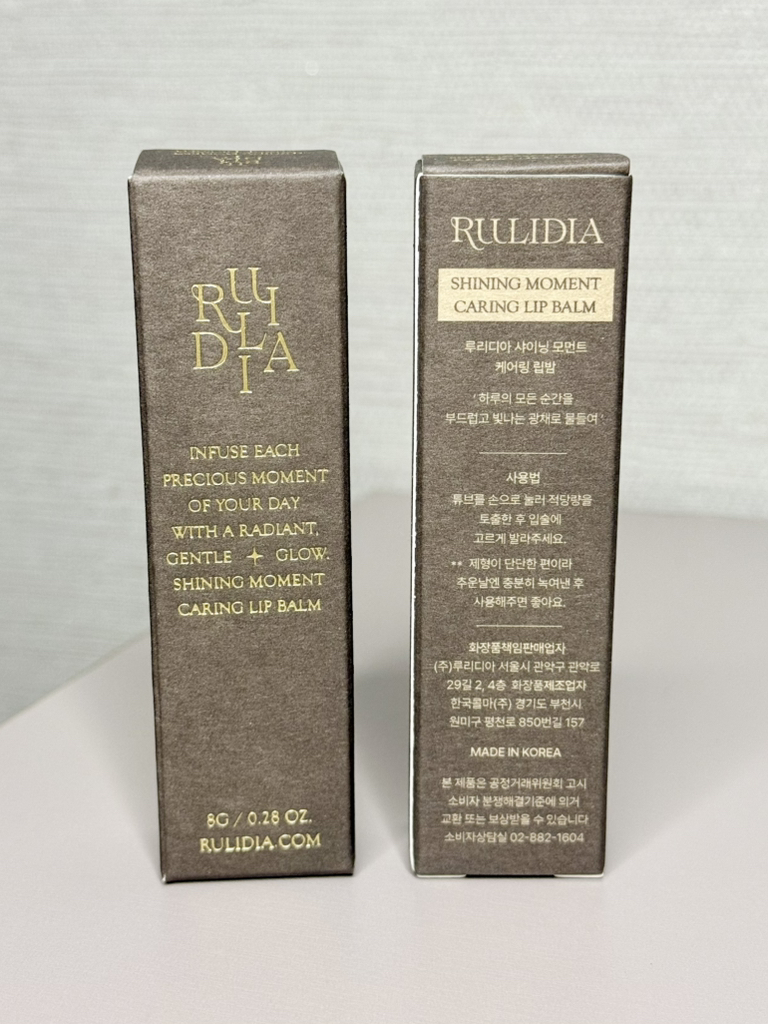 RULIDIA
INFUSE EACH
PRECIOUS MOMENT
OF YOUR DAY
WITH A RADIANT,
GENTLE GLOW.
SHINING MOMENT
CARING LIP BALM
8G / 0.28 OZ.
RULIDIA.COM
RULIDIA
SHINING MOMENT
CARING LIP BALM
루리디아 샤이닝 모먼트
케어링 립밤
' 하루의 모든 순간을
부드럽고 빛나는 광채로 물들여 '
사용법
튜브를 손으로 눌러 적당량을
토출한 후 입술에
고르게 발라주세요.
** 제형이 단단한 편이라
추운날엔 충분히 녹여낸 후
사용해주면 좋아요.
화장품책임판매업자
(주)루리디아 서울시 관악구 관악로
29길 2, 4층 화장품제조업자
한국콜마(주) 경기도 부천시
원미구 평천로 850번길 157
MADE IN KOREA
본 제품은 공정거래위원회 고시
소비자 분쟁해결기준에 의거
교환 또는 보상받을 수 있습니다
소비자상담실 02-882-1604